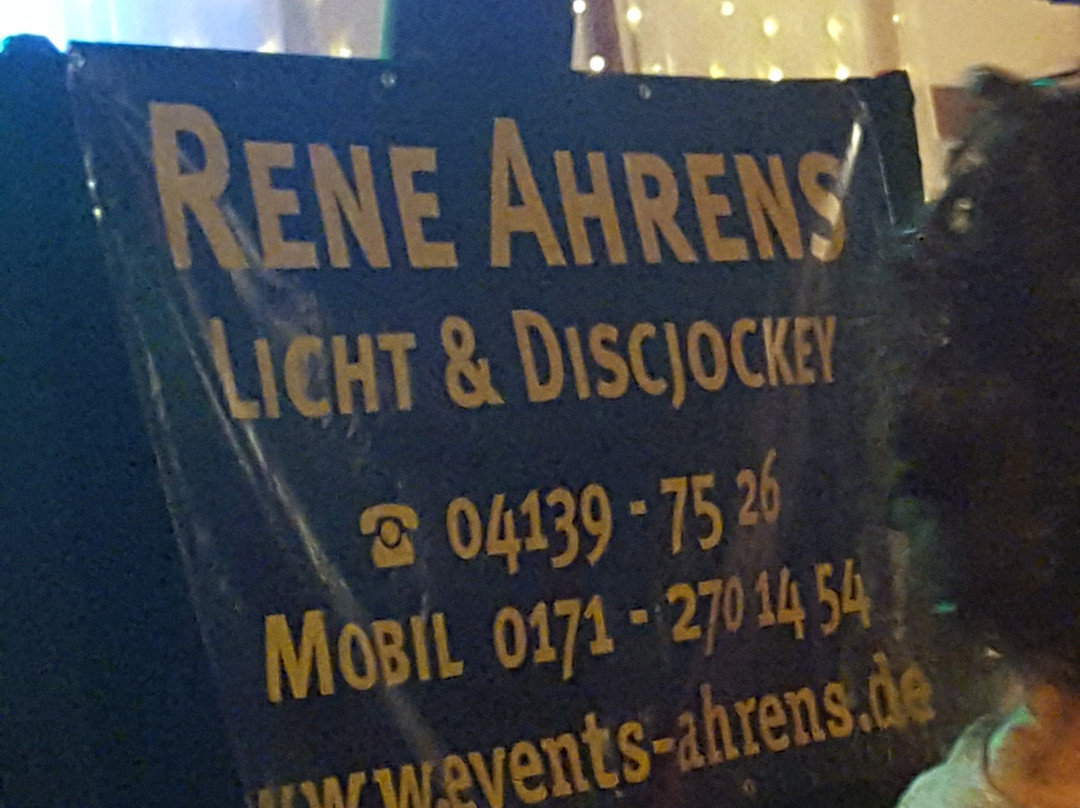 RENE AHRENS
LICHT & DISCJOCKEY
☎ 04139 - 75 26
MOBIL 0171 - 270 14 54
www.events-ahrens.de